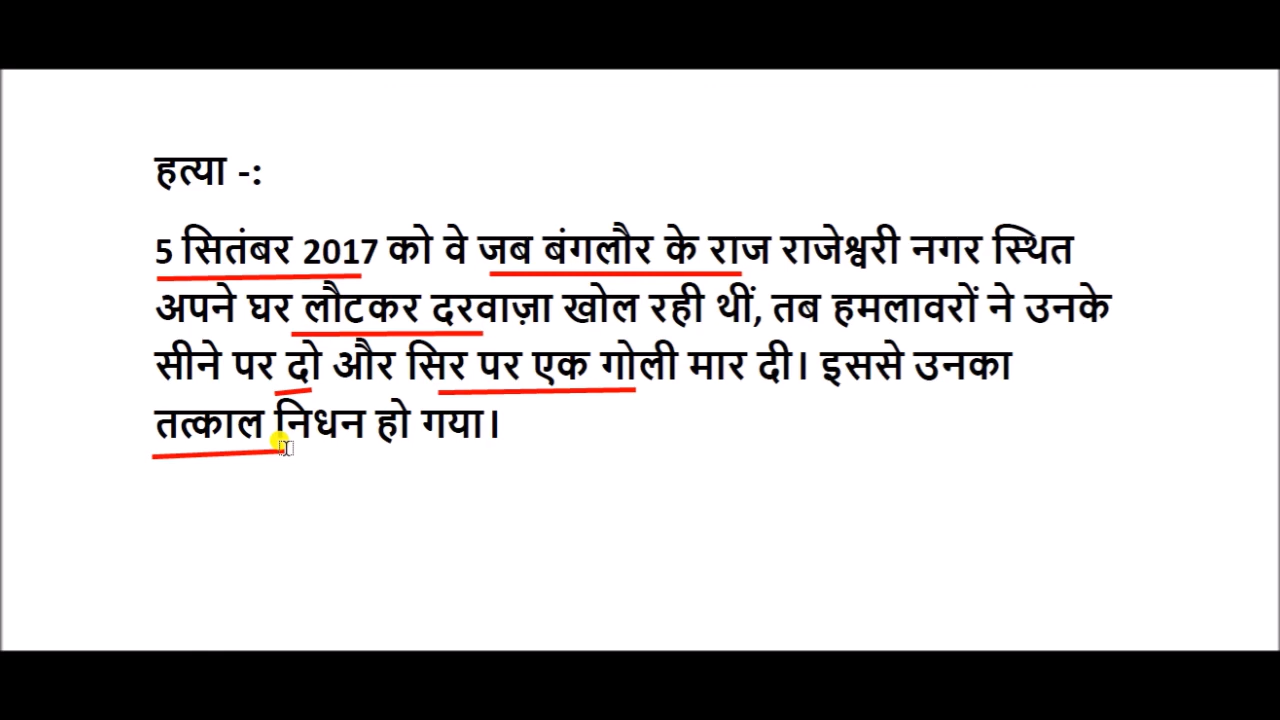 हत्या -:
5 सितंबर 2017 को वे जब बंगलौर के राज राजेश्वरी नगर स्थित
अपने घर लौटकर दरवाज़ा खोल रही थीं, तब हमलावरों ने उनके
सीने पर दो और सिर पर एक गोली मार दी। इससे उनका
तत्काल निधन हो गया।